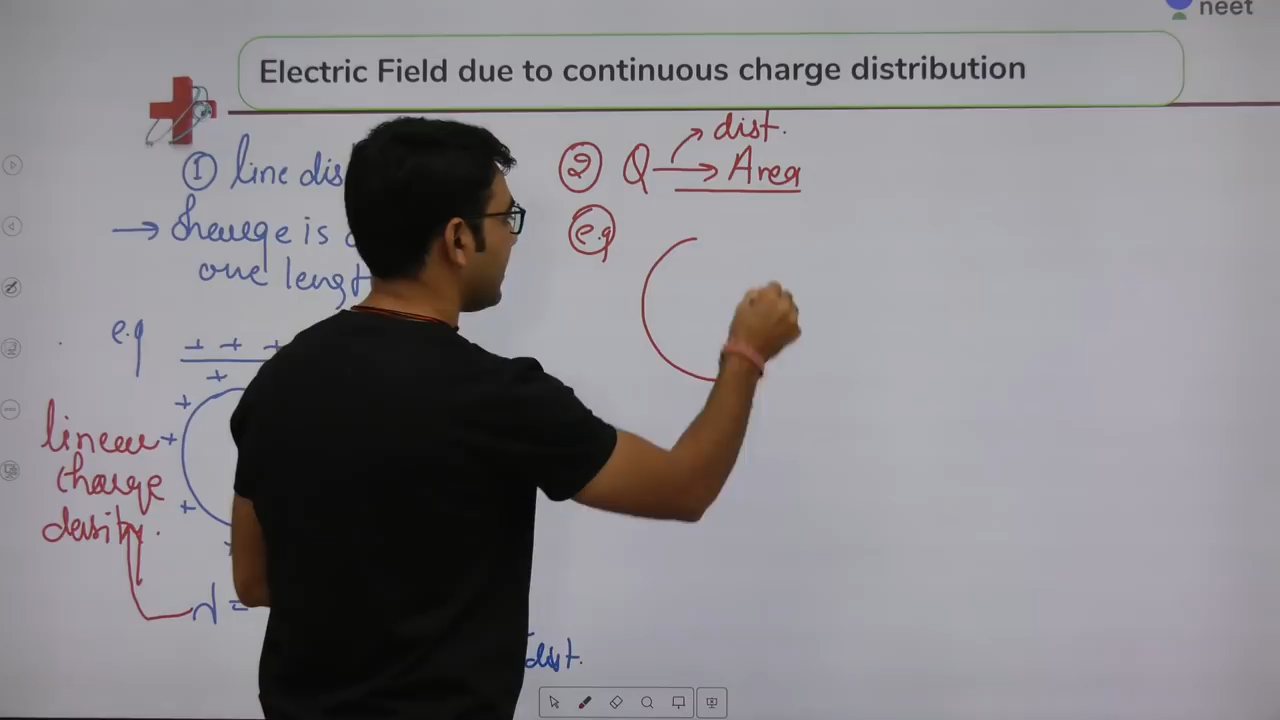 neet
Electric Field due to continuous charge distribution
① line dis
→ Charge is
one lengt
e.g
+ + +
+
+
+
+
linear
charge
density.
λ =
dist.
② Q → dist.
→ Area
e.g